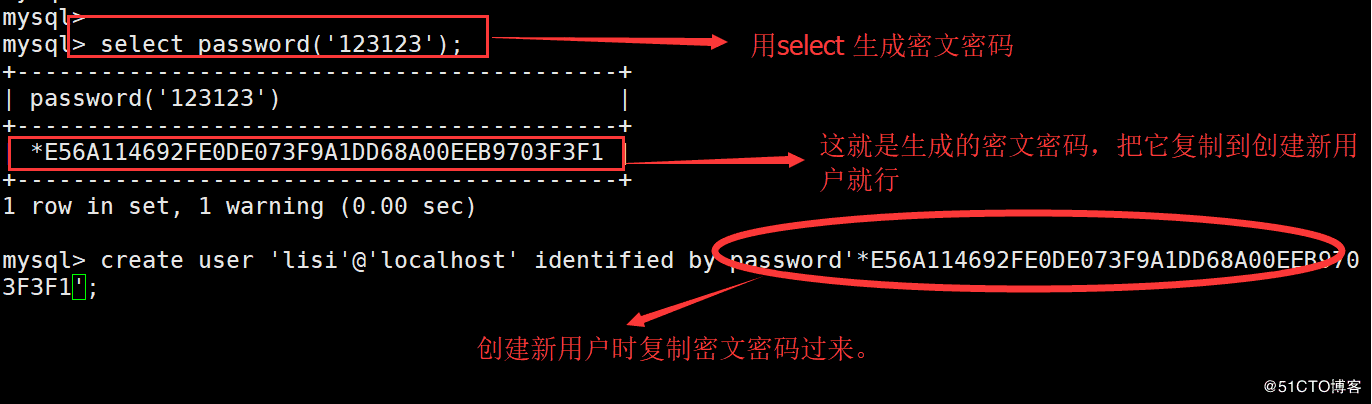 mysql>
mysql> select password('123123');
用select 生成密文密码
+-------------------------------------------+
| password('123123')                        |
+-------------------------------------------+
*E56A114692FE0DE073F9A1DD68A00EEB9703F3F1 |
这就是生成的密文密码，把它复制到创建新用
户就行
+-------------------------------------------+
1 row in set, 1 warning (0.00 sec)
mysql> create user 'lisi'@'localhost' identified by password'*E56A114692FE0DE073F9A1DD68A00EEB970
3F3F1';
创建新用户时复制密文密码过来。
@51CTO博客